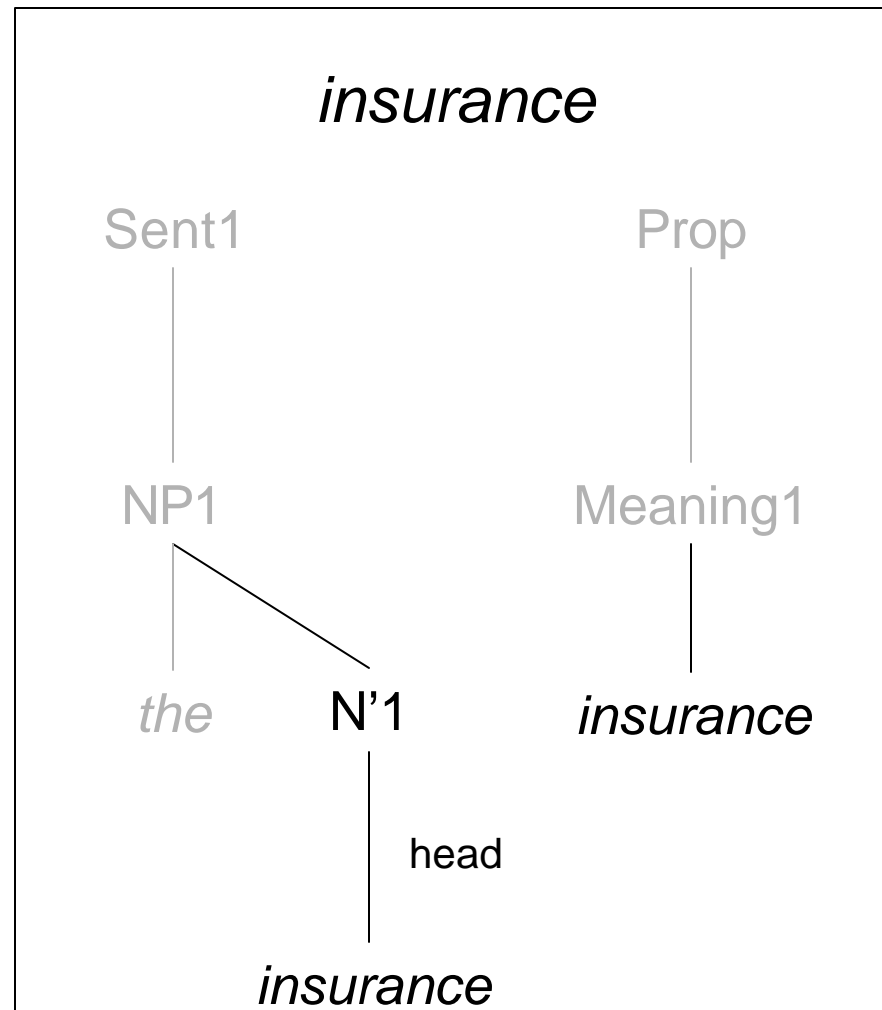 insurance
Sent1 Prop
NP1 Meaning1
the N’1 insurance
head
insurance